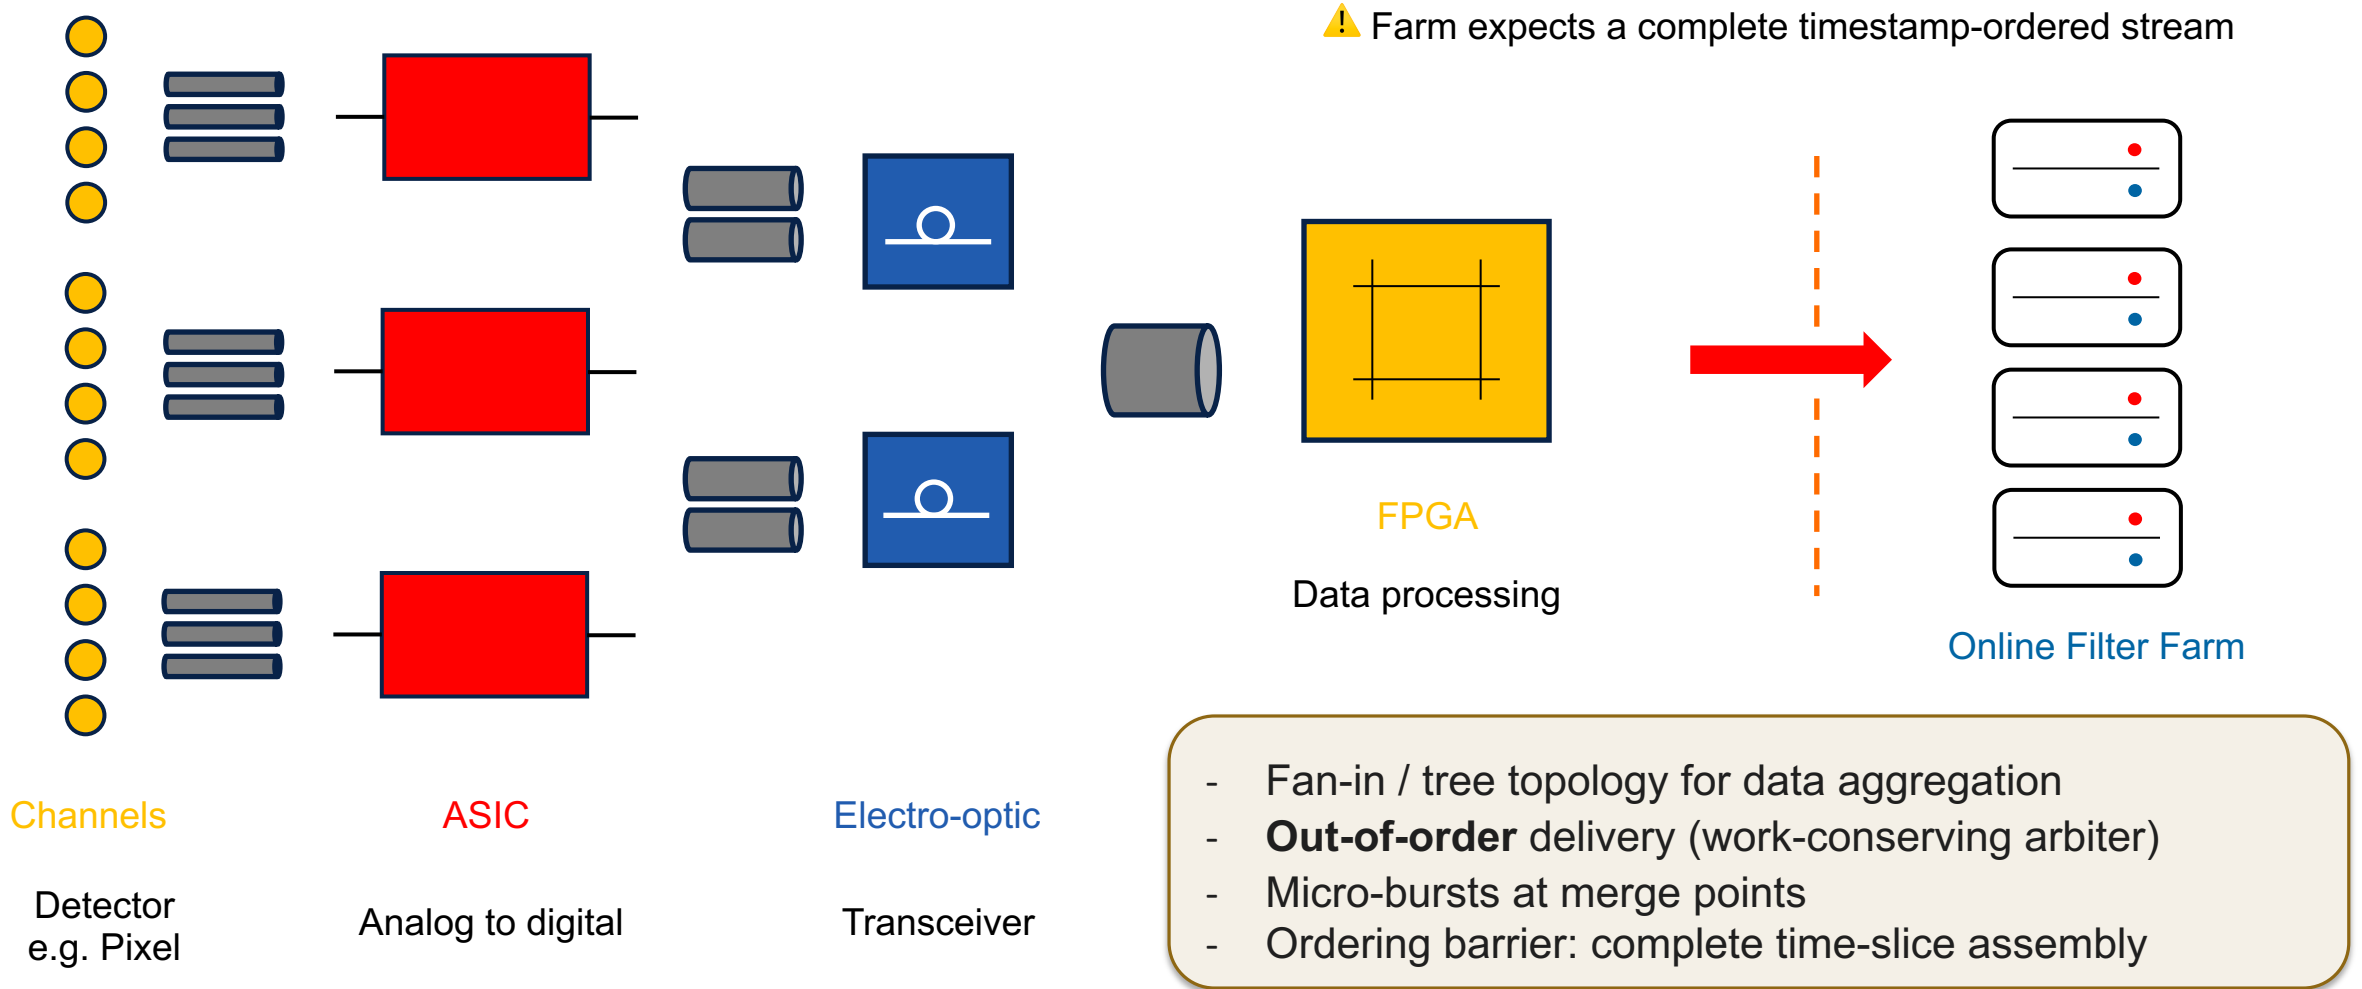 Farm expects a complete timestamp-ordered stream
FPGA
Data processing
Online Filter Farm
Channels
ASIC
Electro-optic
Detector
e.g. Pixel
Analog to digital
Transceiver
- Fan-in / tree topology for data aggregation
- Out-of-order delivery (work-conserving arbiter)
- Micro-bursts at merge points
- Ordering barrier: complete time-slice assembly